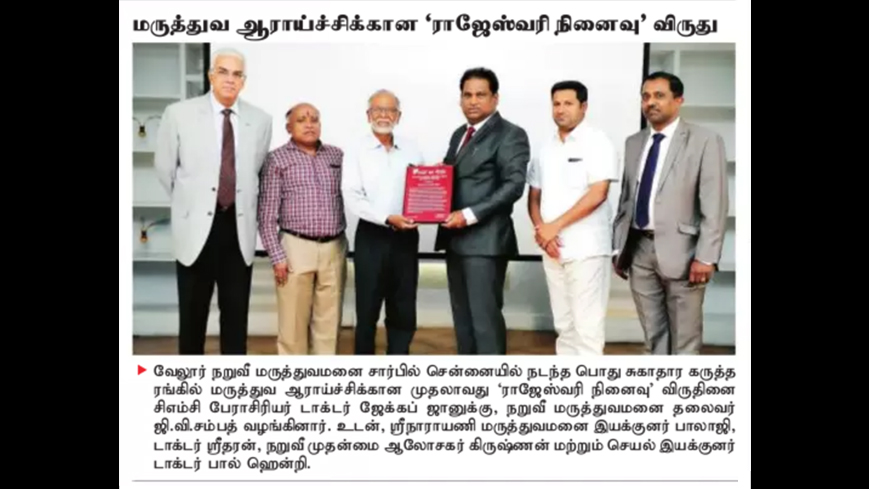 மருத்துவ ஆராய்ச்சிக்கான ‘ராஜேஸ்வரி நினைவு’ விருது
வேலூர் நறுவீ மருத்துவமனை சார்பில் சென்னையில் நடந்த பொது சுகாதார கருத்த
ரங்கில் மருத்துவ ஆராய்ச்சிக்கான முதலாவது ‘ராஜேஸ்வரி நினைவு’ விருதினை
சிஎம்சி பேராசிரியர் டாக்டர் ஜேக்கப் ஜானுக்கு, நறுவீ மருத்துவமனை தலைவர்
ஜி.வி.சம்பத் வழங்கினார். உடன், ஸ்ரீநாராயணி மருத்துவமனை இயக்குனர் பாலாஜி,
டாக்டர் ஸ்ரீதரன், நறுவீ முதன்மை ஆலோசகர் கிருஷ்ணன் மற்றும் செயல் இயக்குனர்
டாக்டர் பால் ஹென்றி.